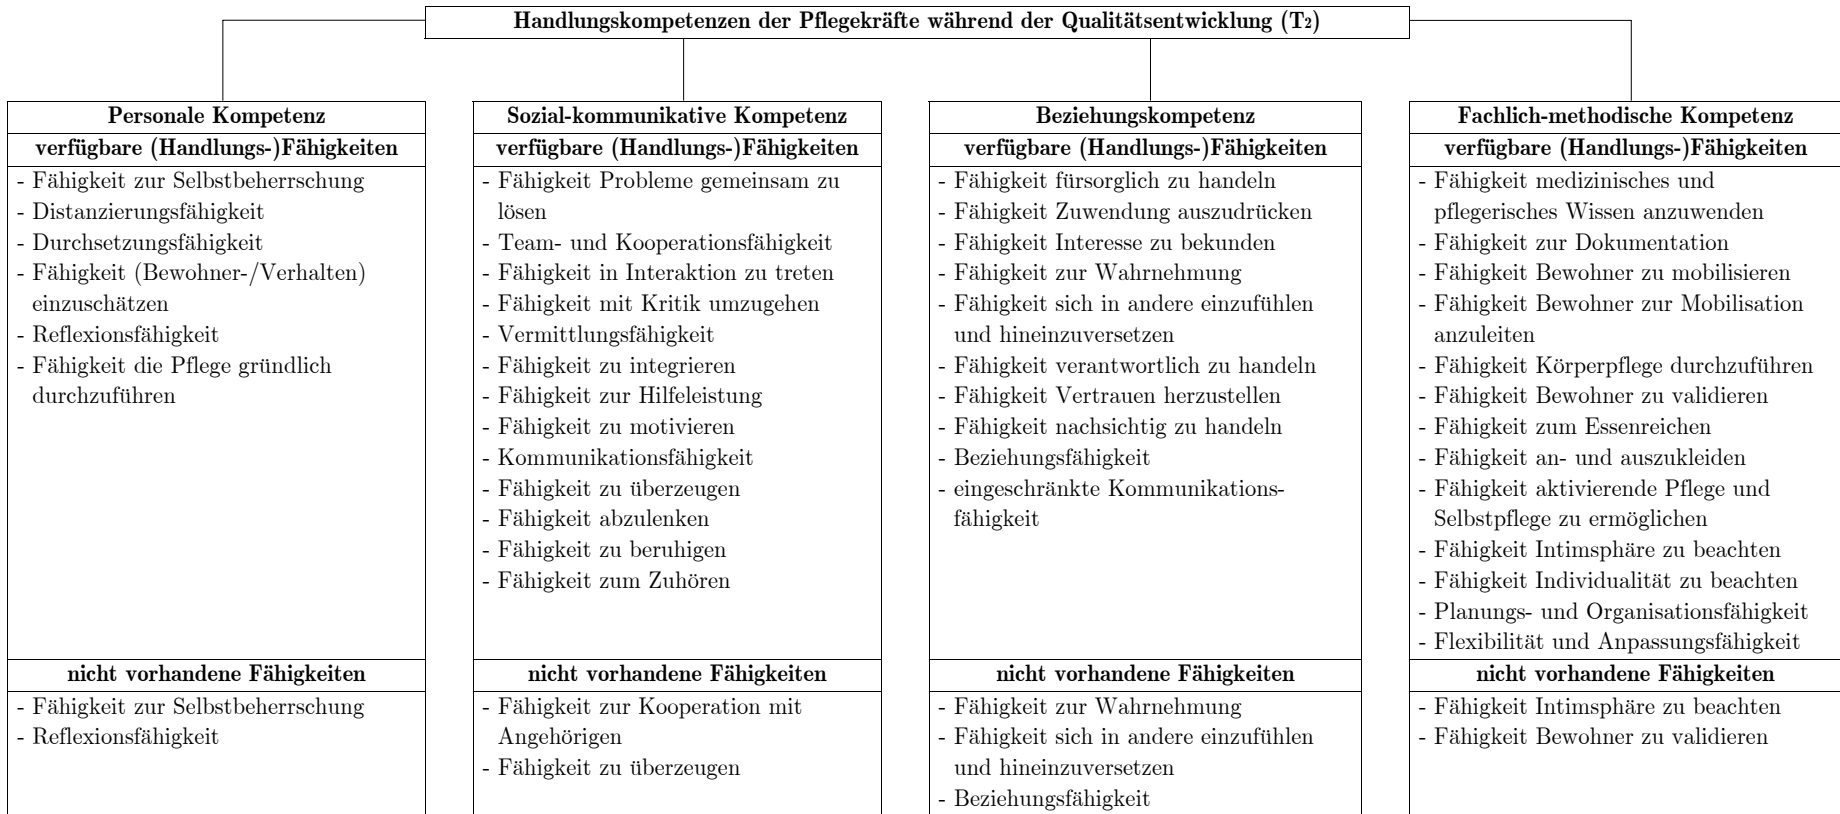 Handlungskompetenzen der Pflegekräfte während der Qualitätsentwicklung (T2)
Personale Kompetenz
verfügbare (Handlungs-)Fähigkeiten
- Fähigkeit zur Selbstbeherrschung
- Distanzierungsfähigkeit
- Durchsetzungsfähigkeit
- Fähigkeit (Bewohner-/Verhalten)
einzuschätzen
- Reflexionsfähigkeit
- Fähigkeit die Pflege gründlich
durchzuführen
nicht vorhandene Fähigkeiten
- Fähigkeit zur Selbstbeherrschung
- Reflexionsfähigkeit
Sozial-kommunikative Kompetenz
verfügbare (Handlungs-)Fähigkeiten
- Fähigkeit Probleme gemeinsam zu
lösen
- Team- und Kooperationsfähigkeit
- Fähigkeit in Interaktion zu treten
- Fähigkeit mit Kritik umzugehen
- Vermittlungsfähigkeit
- Fähigkeit zu integrieren
- Fähigkeit zur Hilfeleistung
- Fähigkeit zu motivieren
- Kommunikationsfähigkeit
- Fähigkeit zu überzeugen
- Fähigkeit abzulenken
- Fähigkeit zu beruhigen
- Fähigkeit zum Zuhören
nicht vorhandene Fähigkeiten
- Fähigkeit zur Kooperation mit
Angehörigen
- Fähigkeit zu überzeugen
Beziehungskompetenz
verfügbare (Handlungs-)Fähigkeiten
- Fähigkeit fürsorglich zu handeln
- Fähigkeit Zuwendung auszudrücken
- Fähigkeit Interesse zu bekunden
- Fähigkeit zur Wahrnehmung
- Fähigkeit sich in andere einzufühlen
und hineinzuversetzen
- Fähigkeit verantwortlich zu handeln
- Fähigkeit Vertrauen herzustellen
- Fähigkeit nachsichtig zu handeln
- Beziehungsfähigkeit
- eingeschränkte Kommunikations-
fähigkeit
nicht vorhandene Fähigkeiten
- Fähigkeit zur Wahrnehmung
- Fähigkeit sich in andere einzufühlen
und hineinzuversetzen
- Beziehungsfähigkeit
Fachlich-methodische Kompetenz
verfügbare (Handlungs-)Fähigkeiten
- Fähigkeit medizinisches und
pflegerisches Wissen anzuwenden
- Fähigkeit zur Dokumentation
- Fähigkeit Bewohner zu mobilisieren
- Fähigkeit Bewohner zur Mobilisation
anzuleiten
- Fähigkeit Körperpflege durchzuführen
- Fähigkeit Bewohner zu validieren
- Fähigkeit zum Essenreichen
- Fähigkeit an- und auszukleiden
- Fähigkeit aktivierende Pflege und
Selbstpflege zu ermöglichen
- Fähigkeit Intimsphäre zu beachten
- Fähigkeit Individualität zu beachten
- Planungs- und Organisationsfähigkeit
- Flexibilität und Anpassungsfähigkeit
nicht vorhandene Fähigkeiten
- Fähigkeit Intimsphäre zu beachten
- Fähigkeit Bewohner zu validieren